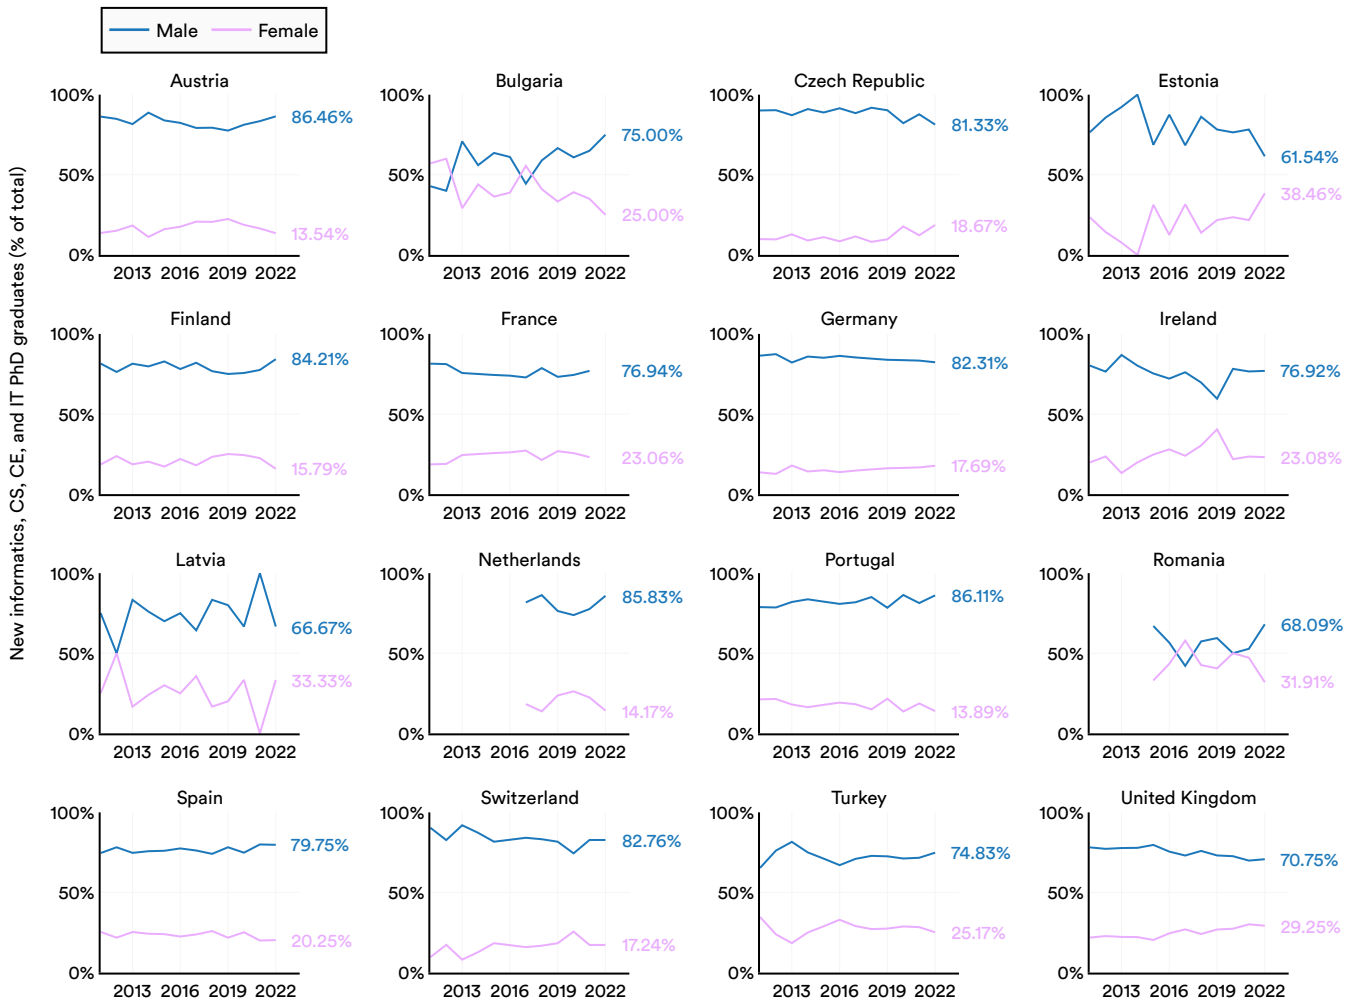 Male Female
New informatics, CS, CE, and IT PhD graduates (% of total)
Austria Bulgaria Czech Republic Estonia
100% 100% 100% 100%
86.46% 75.00% 81.33% 61.54%
50% 50% 50% 50%
13.54% 25.00% 18.67% 38.46%
0% 0% 0% 0%
2013 2016 2019 2022 2013 2016 2019 2022 2013 2016 2019 2022 2013 2016 2019 2022
Finland France Germany Ireland
100% 100% 100% 100%
84.21% 76.94% 82.31% 76.92%
50% 50% 50% 50%
15.79% 23.06% 17.69% 23.08%
0% 0% 0% 0%
2013 2016 2019 2022 2013 2016 2019 2022 2013 2016 2019 2022 2013 2016 2019 2022
Latvia Netherlands Portugal Romania
100% 100% 100% 100%
66.67% 85.83% 86.11% 68.09%
50% 50% 50% 50%
33.33% 14.17% 13.89% 31.91%
0% 0% 0% 0%
2013 2016 2019 2022 2013 2016 2019 2022 2013 2016 2019 2022 2013 2016 2019 2022
Spain Switzerland Turkey United Kingdom
100% 100% 100% 100%
79.75% 82.76% 74.83% 70.75%
50% 50% 50% 50%
20.25% 17.24% 25.17% 29.25%
0% 0% 0% 0%
2013 2016 2019 2022 2013 2016 2019 2022 2013 2016 2019 2022 2013 2016 2019 2022